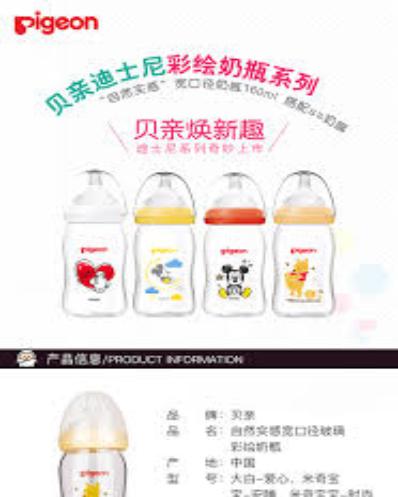 pigeon
贝亲迪士尼彩绘奶瓶系列
"自然实感" 宽口径奶瓶160ml 搭配ss奶嘴
贝亲焕新趣
迪士尼系列奇妙上市
pigeon pigeon pigeon pigeon
产品信息/PRODUCT INFORMATION
品 牌：贝亲
品 名：自然实感宽口径玻璃
彩绘奶瓶
产 地：中国
型 号：大白-爱心、米奇宝